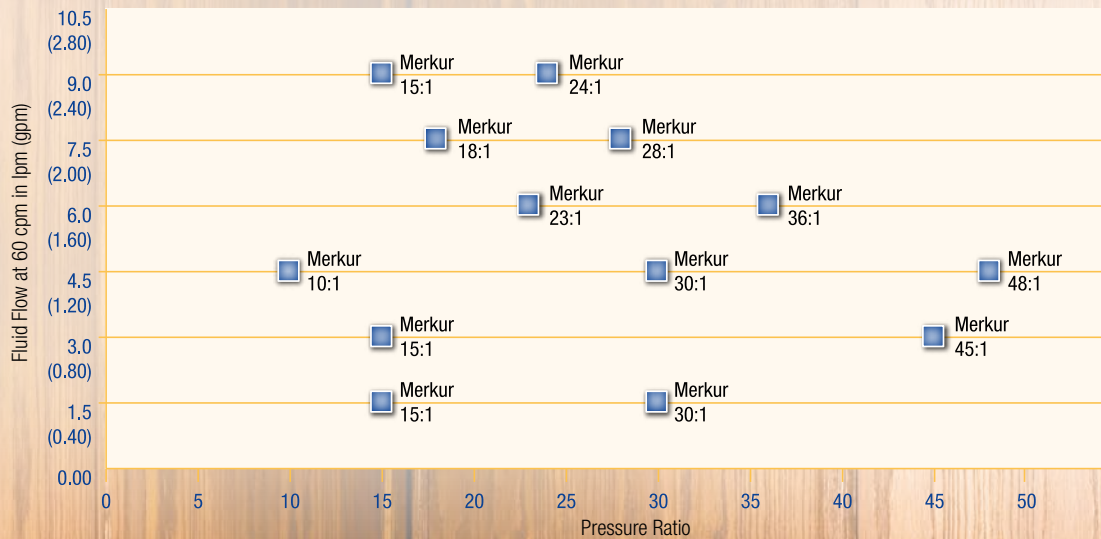 Fluid Flow at 60 cpm in lpm (gpm)
10.5
(2.80)
9.0
(2.40)
7.5
(2.00)
6.0
(1.60)
4.5
(1.20)
3.0
(0.80)
1.5
(0.40)
0.00
Merkur
15:1
Merkur
24:1
Merkur
18:1
Merkur
28:1
Merkur
23:1
Merkur
36:1
Merkur
10:1
Merkur
30:1
Merkur
48:1
Merkur
15:1
Merkur
45:1
Merkur
15:1
Merkur
30:1
0 5 10 15 20 25 30 35 40 45 50
Pressure Ratio